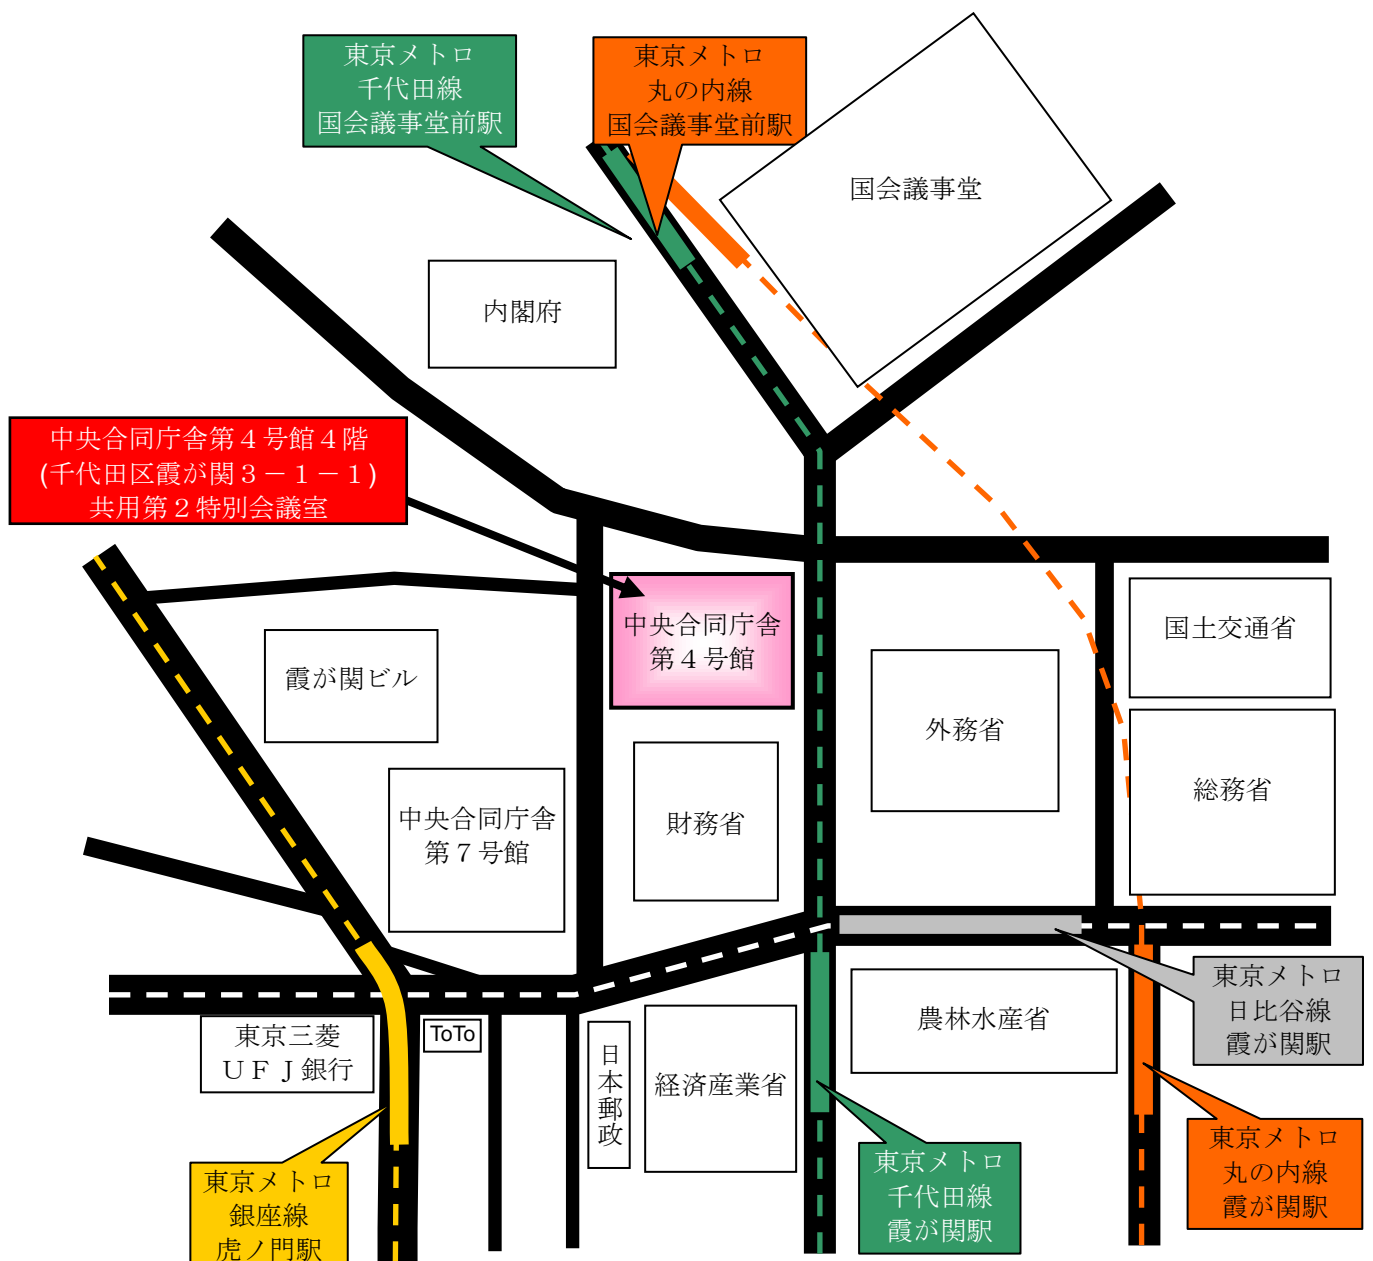 東京メトロ
千代田線
国会議事堂前駅
東京メトロ
丸の内線
国会議事堂前駅
国会議事堂
内閣府
中央合同庁舎第４号館４階
(千代田区霞が関３－１－１)
共用第２特別会議室
中央合同庁舎
第４号館
国土交通省
霞が関ビル
外務省
総務省
中央合同庁舎
第７号館
財務省
東京メトロ
日比谷線
霞が関駅
農林水産省
東京三菱
ＵＦＪ銀行
ToTo
日本郵政
経済産業省
東京メトロ
丸の内線
霞が関駅
東京メトロ
千代田線
霞が関駅
東京メトロ
銀座線
虎ノ門駅